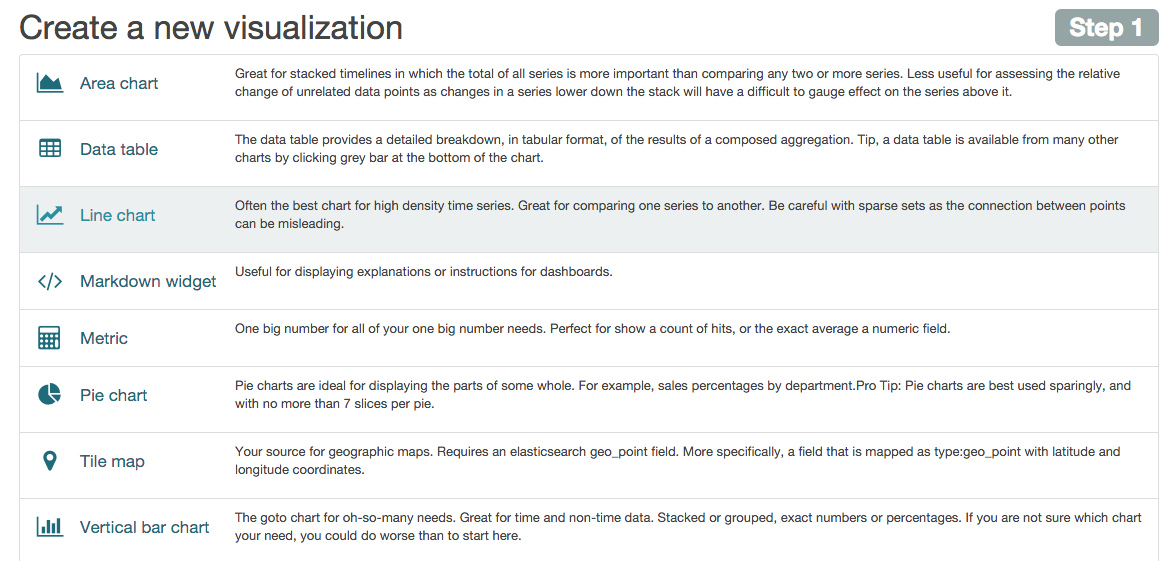 Create a new visualization
Step 1
Area chart
Great for stacked timelines in which the total of all series is more important than comparing any two or more series. Less useful for assessing the relative
change of unrelated data points as changes in a series lower down the stack will have a difficult to gauge effect on the series above it.
Data table
The data table provides a detailed breakdown, in tabular format, of the results of a composed aggregation. Tip, a data table is available from many other
charts by clicking grey bar at the bottom of the chart.
Line chart
Often the best chart for high density time series. Great for comparing one series to another. Be careful with sparse sets as the connection between points
can be misleading.
Markdown widget
Useful for displaying explanations or instructions for dashboards.
Metric
One big number for all of your one big number needs. Perfect for show a count of hits, or the exact average a numeric field.
Pie chart
Pie charts are ideal for displaying the parts of some whole. For example, sales percentages by department.Pro Tip: Pie charts are best used sparingly, and
with no more than 7 slices per pie.
Tile map
Your source for geographic maps. Requires an elasticsearch geo_point field. More specifically, a field that is mapped as type:geo_point with latitude and
longitude coordinates.
Vertical bar chart
The goto chart for oh-so-many needs. Great for time and non-time data. Stacked or grouped, exact numbers or percentages. If you are not sure which chart
your need, you could do worse than to start here.